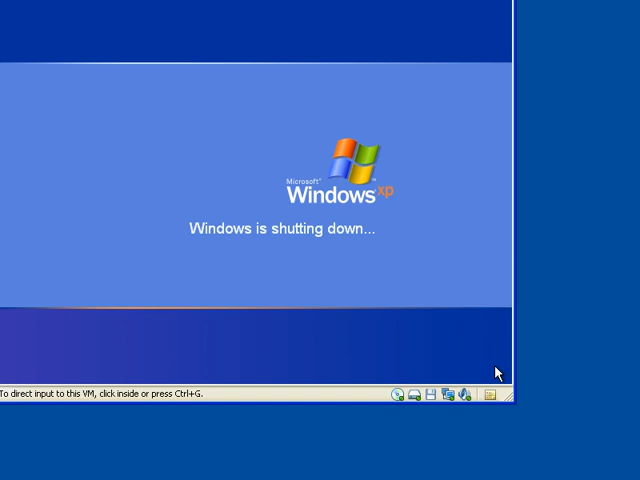 Microsoft
Windows xp
Windows is shutting down...
To direct input to this VM, click inside or press Ctrl+G.